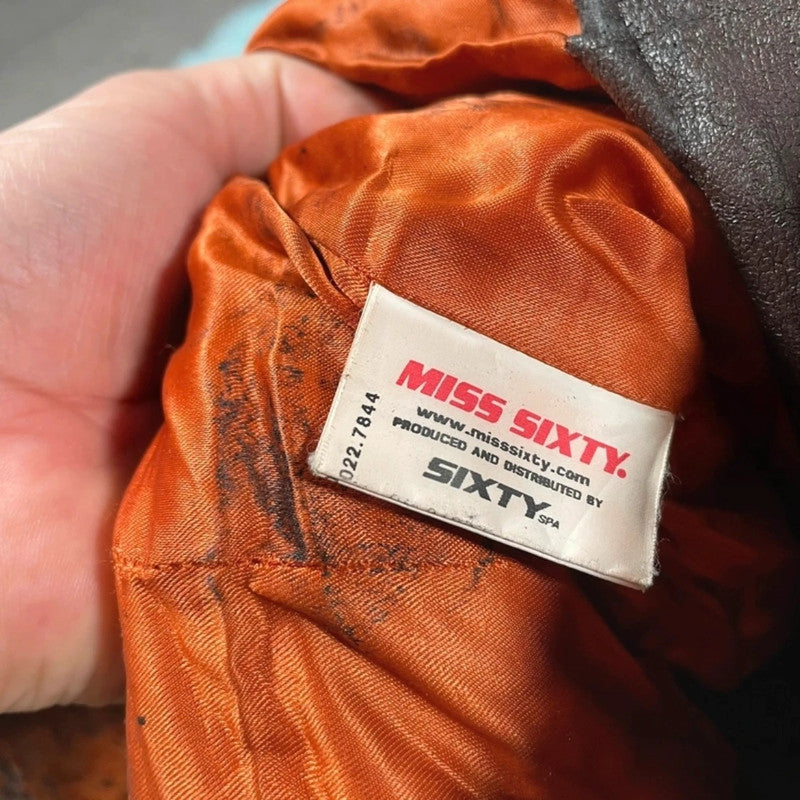 MISS SIXTY.
www.misssixty.com
PRODUCED AND DISTRIBUTED BY
SIXTY SPA
022.7844